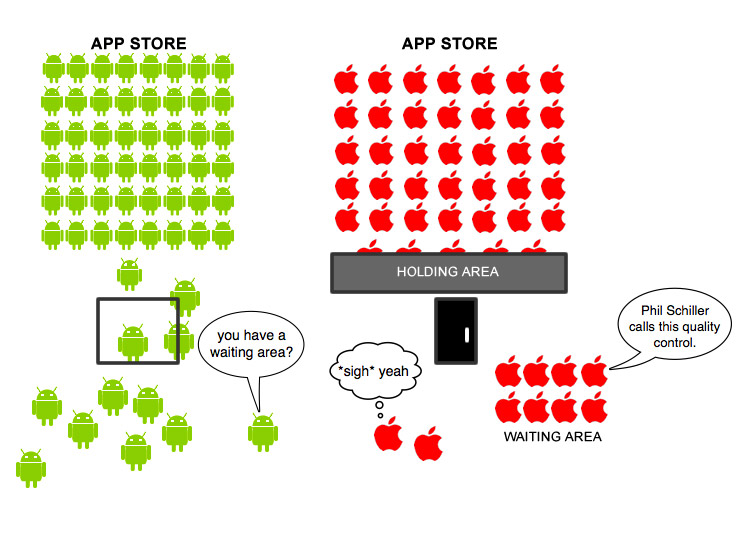 APP STORE
APP STORE
HOLDING AREA
you have a
waiting area?
*sigh* yeah
Phil Schiller
calls this quality
control.
WAITING AREA